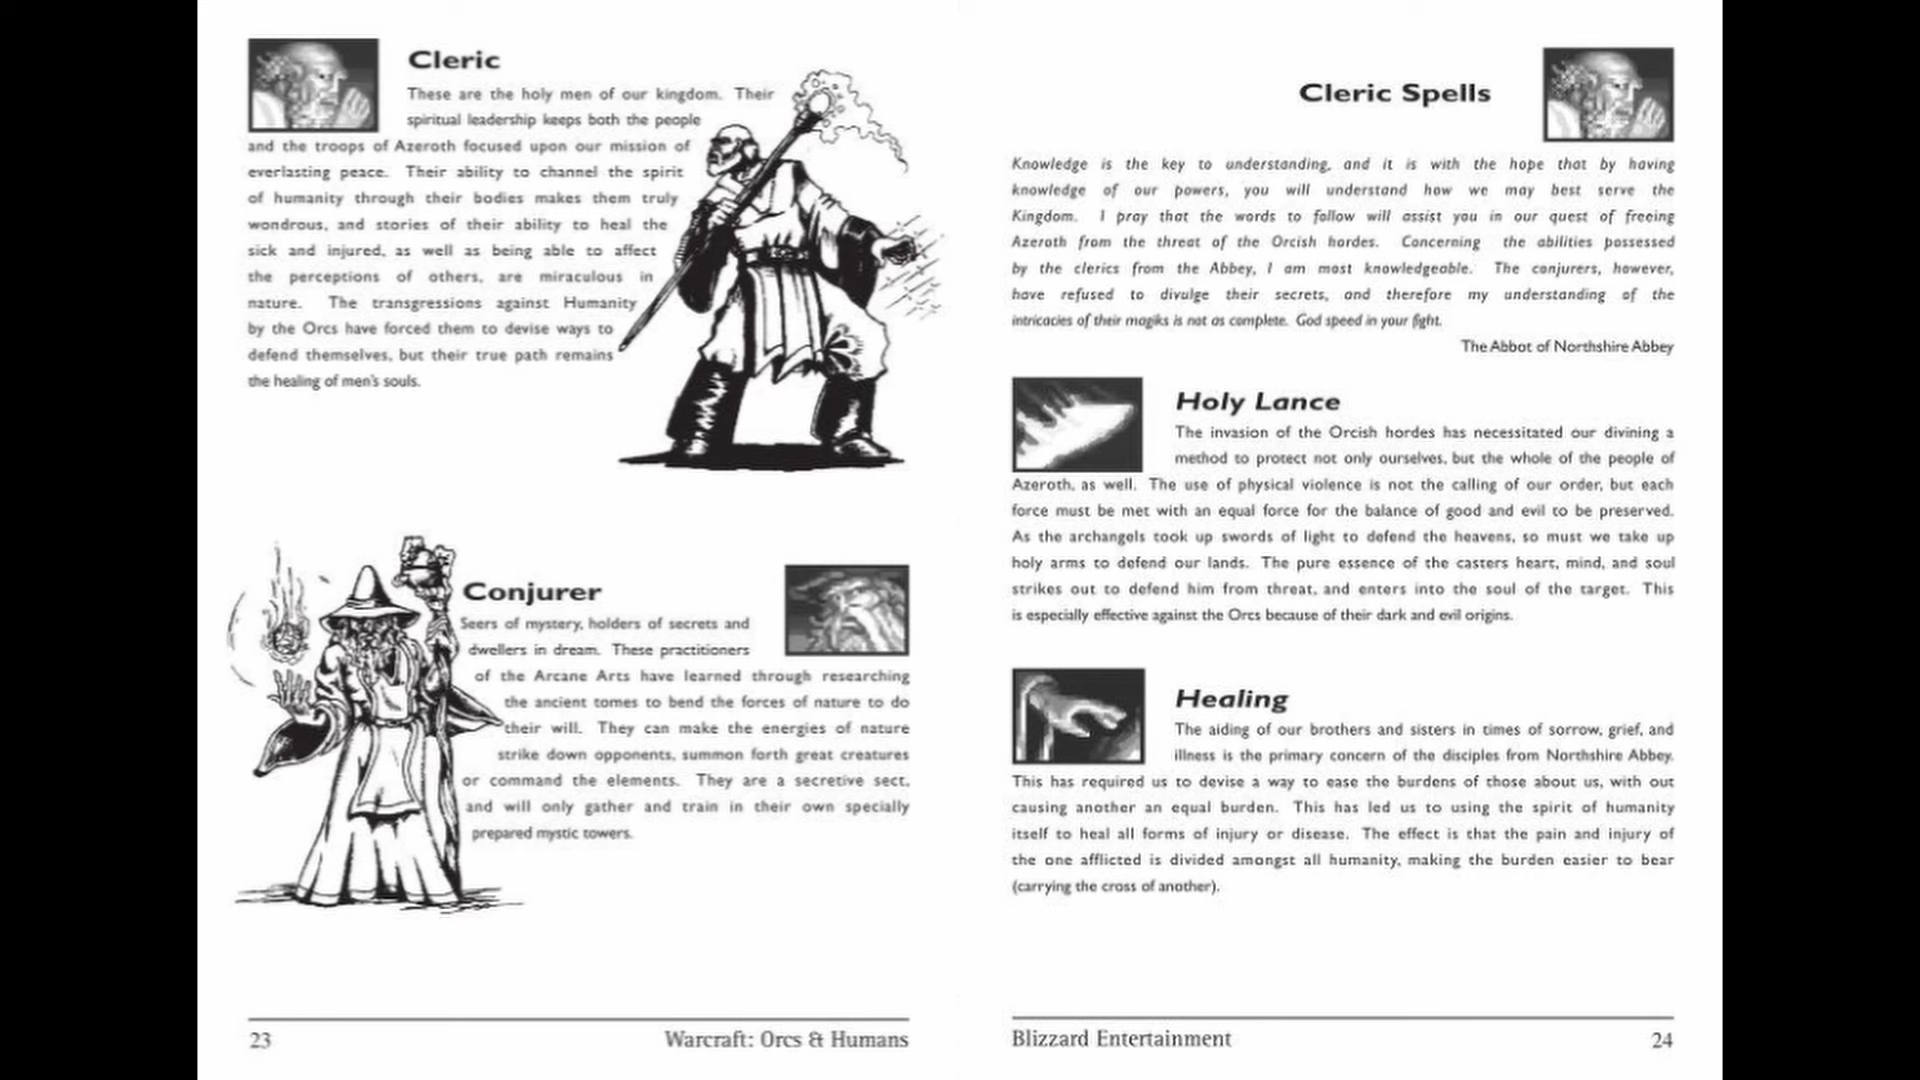 Cleric
These are the holy men of our kingdom. Their
spiritual leadership keeps both the people
and the troops of Azeroth focused upon our mission of
everlasting peace. Their ability to channel the spirit
of humanity through their bodies makes them truly
wondrous, and stories of their ability to heal the
sick and injured, as well as being able to affect
the perceptions of others, are miraculous in
nature. The transgressions against Humanity
by the Orcs have forced them to devise ways to
defend themselves, but their true path remains
the healing of men's souls.
Conjurer
Seers of mystery, holders of secrets and
dwellers in dream. These practitioners
of the Arcane Arts have learned through researching
the ancient tomes to bend the forces of nature to do
their will. They can make the energies of nature
strike down opponents, summon forth great creatures
or command the elements. They are a secretive sect,
and will only gather and train in their own specially
prepared mystic towers.
23
Warcraft: Orcs & Humans
Cleric Spells
Knowledge is the key to understanding, and it is with the hope that by having
knowledge of our powers, you will understand how we may best serve the
Kingdom. I pray that the words to follow will assist you in our quest of freeing
Azeroth from the threat of the Orcish hordes. Concerning the abilities possessed
by the clerics from the Abbey, I am most knowledgeable. The conjurers, however,
have refused to divulge their secrets, and therefore my understanding of the
intricacies of their magiks is not as complete. God speed in your fight.
The Abbot of Northshire Abbey
Holy Lance
The invasion of the Orcish hordes has necessitated our divining a
method to protect not only ourselves, but the whole of the people of
Azeroth, as well. The use of physical violence is not the calling of our order, but each
force must be met with an equal force for the balance of good and evil to be preserved.
As the archangels took up swords of light to defend the heavens, so must we take up
holy arms to defend our lands. The pure essence of the casters heart, mind, and soul
strikes out to defend him from threat, and enters into the soul of the target. This
is especially effective against the Orcs because of their dark and evil origins.
Healing
The aiding of our brothers and sisters in times of sorrow, grief, and
illness is the primary concern of the disciples from Northshire Abbey.
This has required us to devise a way to ease the burdens of those about us, with out
causing another an equal burden. This has led us to using the spirit of humanity
itself to heal all forms of injury or disease. The effect is that the pain and injury of
the one afflicted is divided amongst all humanity, making the burden easier to bear
(carrying the cross of another).
Blizzard Entertainment
24